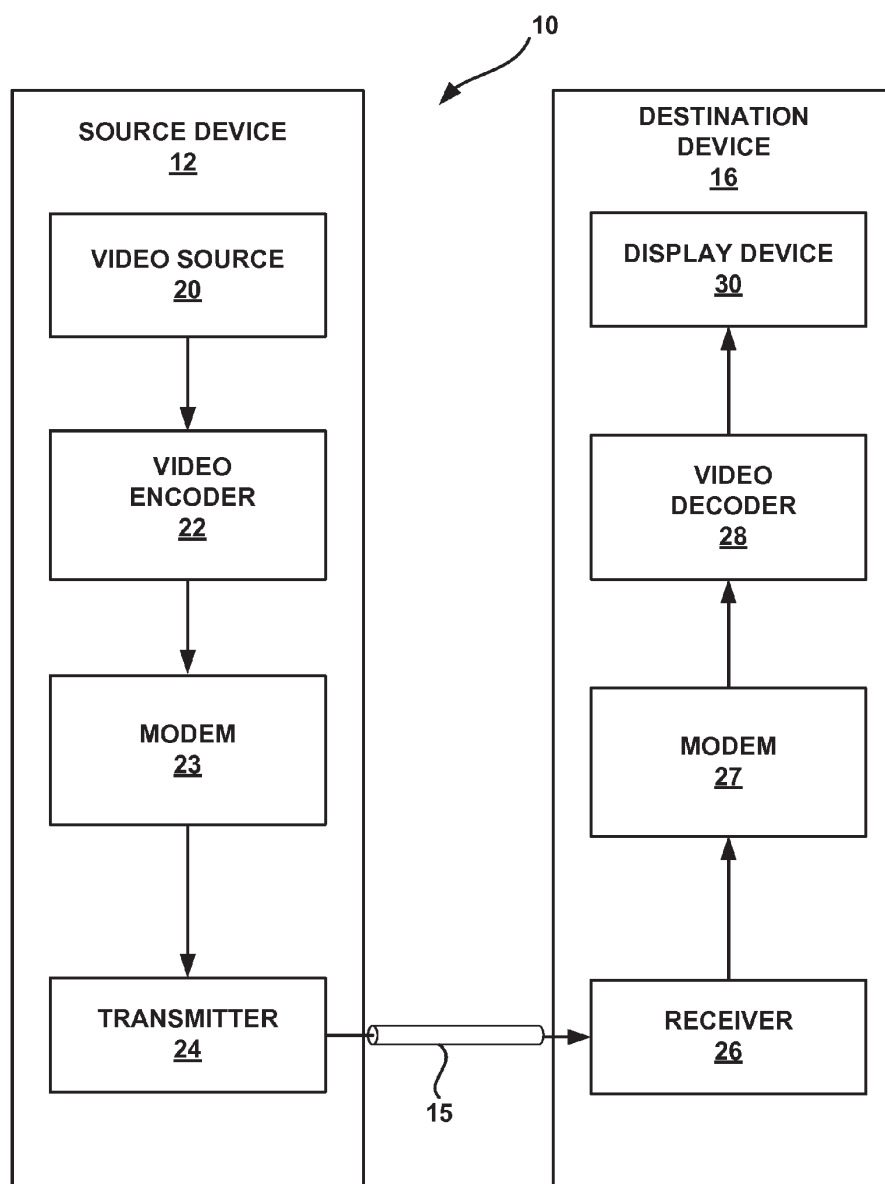 10
SOURCE DEVICE
12
VIDEO SOURCE
20
VIDEO
ENCODER
22
MODEM
23
TRANSMITTER
24
15
DESTINATION
DEVICE
16
DISPLAY DEVICE
30
VIDEO
DECODER
28
MODEM
27
RECEIVER
26